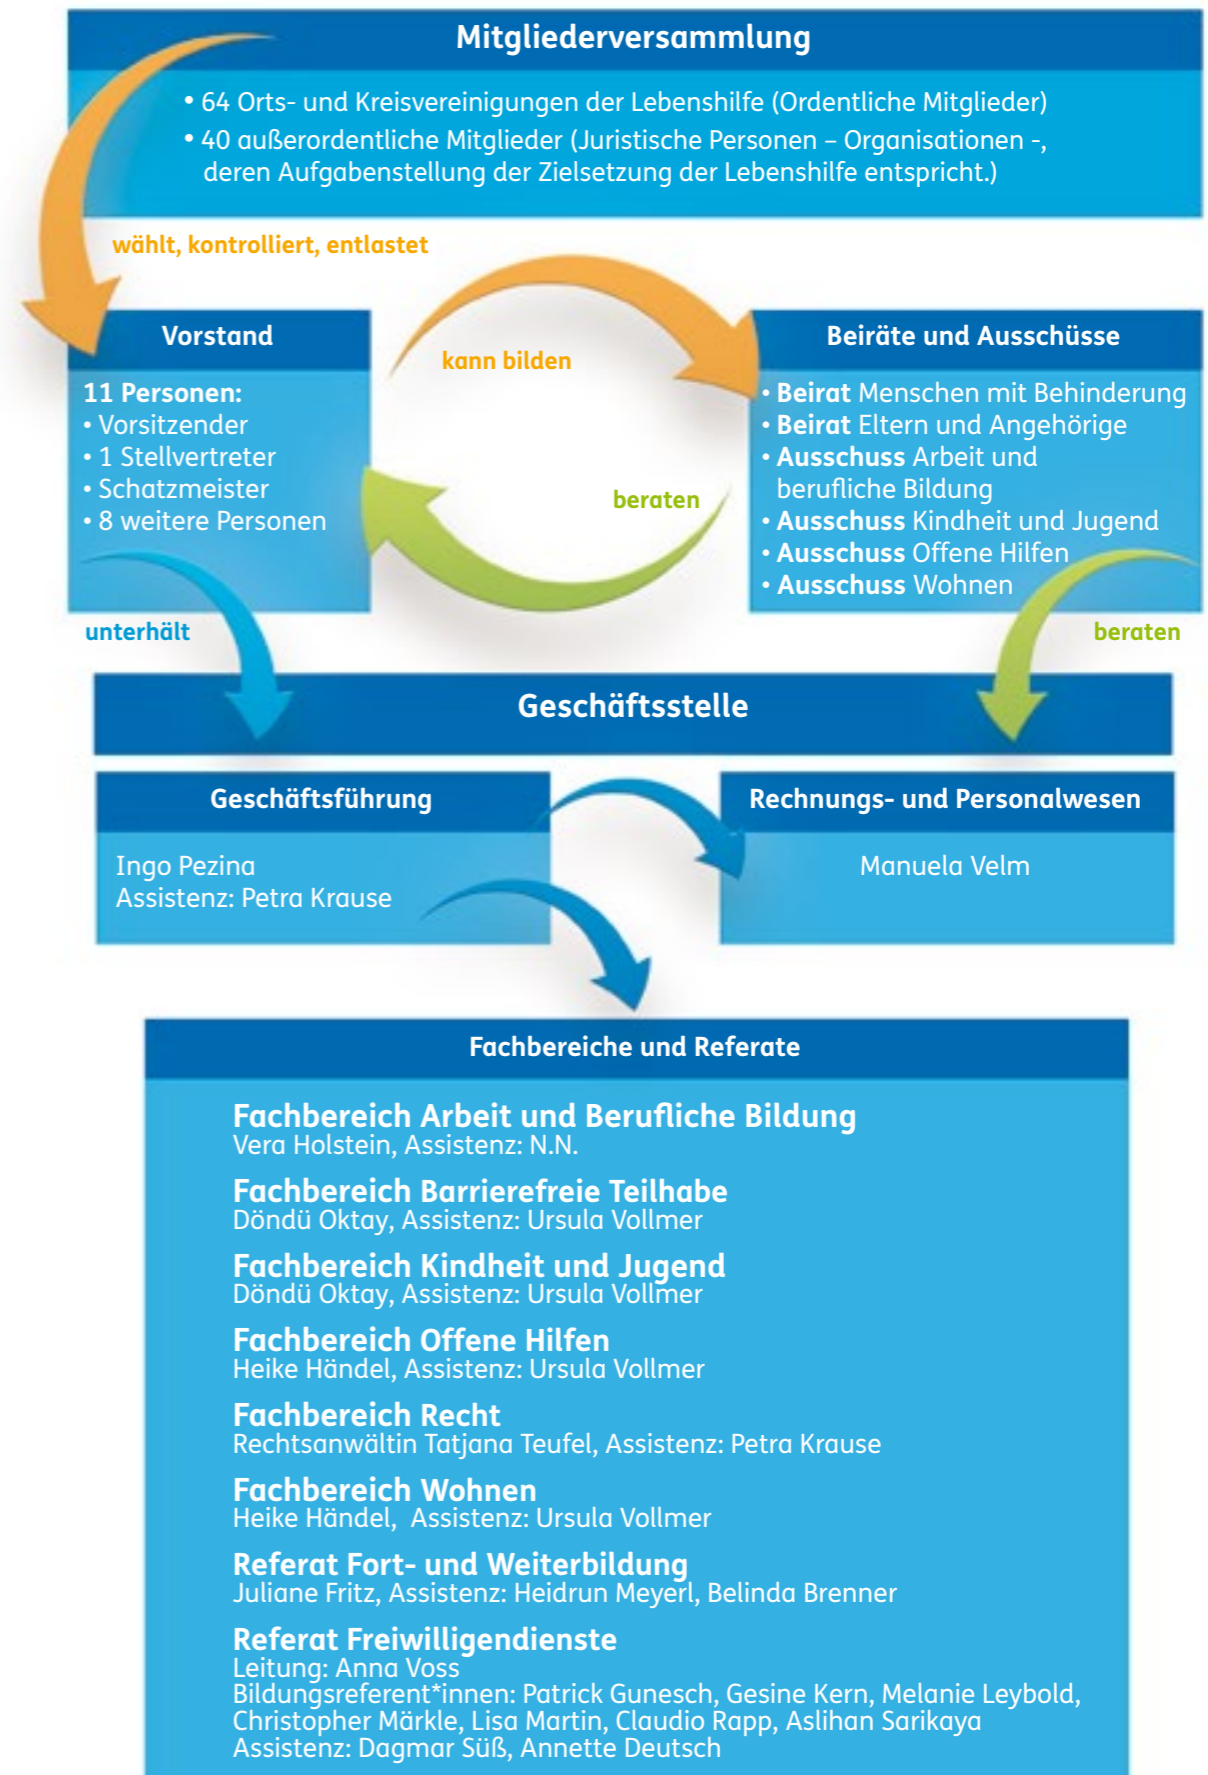 Mitgliederversammlung
• 64 Orts- und Kreisvereinigungen der Lebenshilfe (Ordentliche Mitglieder)
• 40 außerordentliche Mitglieder (Juristische Personen – Organisationen -,
deren Aufgabenstellung der Zielsetzung der Lebenshilfe entspricht.)
wählt, kontrolliert, entlastet
Vorstand
11 Personen:
• Vorsitzender
• 1 Stellvertreter
• Schatzmeister
• 8 weitere Personen
kann bilden
beraten
Beiräte und Ausschüsse
• Beirat Menschen mit Behinderung
• Beirat Eltern und Angehörige
• Ausschuss Arbeit und
berufliche Bildung
• Ausschuss Kindheit und Jugend
• Ausschuss Offene Hilfen
• Ausschuss Wohnen
unterhält
beraten
Geschäftsstelle
Geschäftsführung
Ingo Pezina
Assistenz: Petra Krause
Rechnungs- und Personalwesen
Manuela Velm
Fachbereiche und Referate
Fachbereich Arbeit und Berufliche Bildung
Vera Holstein, Assistenz: N.N.
Fachbereich Barrierefreie Teilhabe
Döndü Oktay, Assistenz: Ursula Vollmer
Fachbereich Kindheit und Jugend
Döndü Oktay, Assistenz: Ursula Vollmer
Fachbereich Offene Hilfen
Heike Händel, Assistenz: Ursula Vollmer
Fachbereich Recht
Rechtsanwältin Tatjana Teufel, Assistenz: Petra Krause
Fachbereich Wohnen
Heike Händel, Assistenz: Ursula Vollmer
Referat Fort- und Weiterbildung
Juliane Fritz, Assistenz: Heidrun Meyerl, Belinda Brenner
Referat Freiwilligendienste
Leitung: Anna Voss
Bildungsreferent*innen: Patrick Gunesch, Gesine Kern, Melanie Leybold,
Christopher Märkle, Lisa Martin, Claudio Rapp, Aslihan Sarikaya
Assistenz: Dagmar Süß, Annette Deutsch